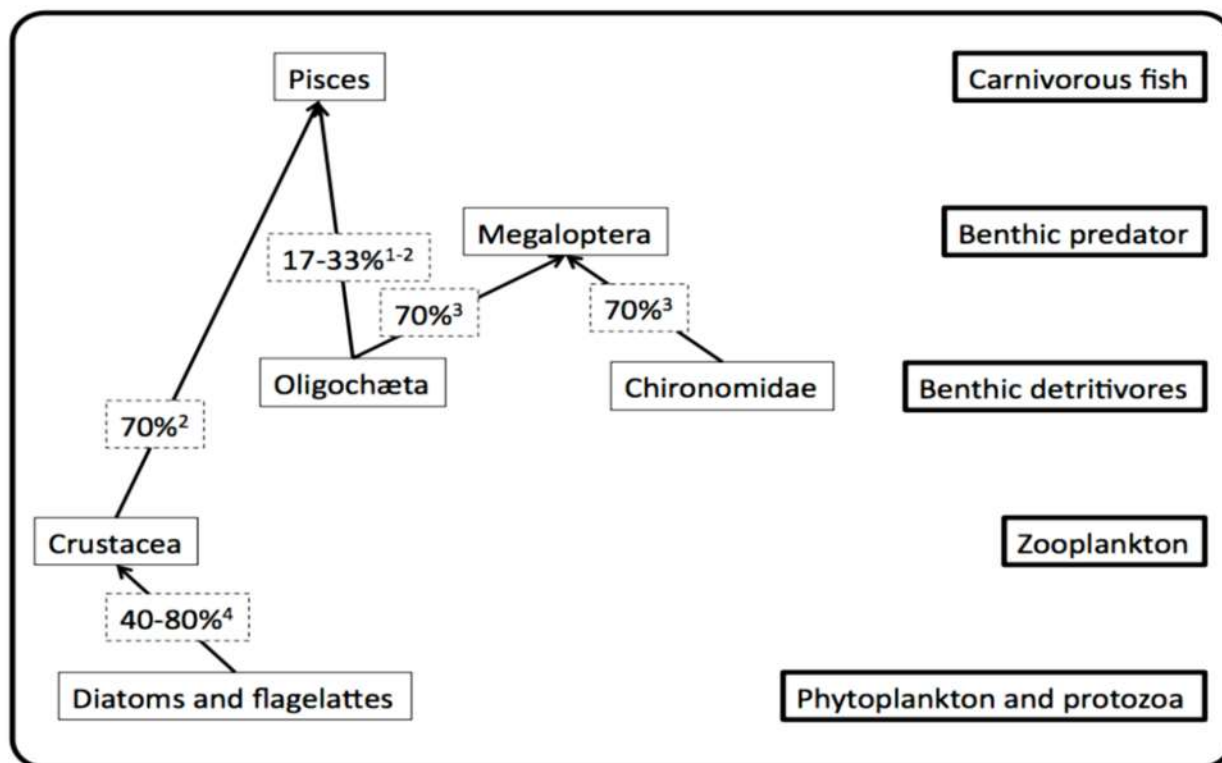 Pisces
Carnivorous fish
Megaloptera
Benthic predator
17-33%¹⁻²
70%³
70%³
Oligochæta
Chironomidae
Benthic detritivores
70%²
Crustacea
Zooplankton
40-80%⁴
Diatoms and flagelattes
Phytoplankton and protozoa